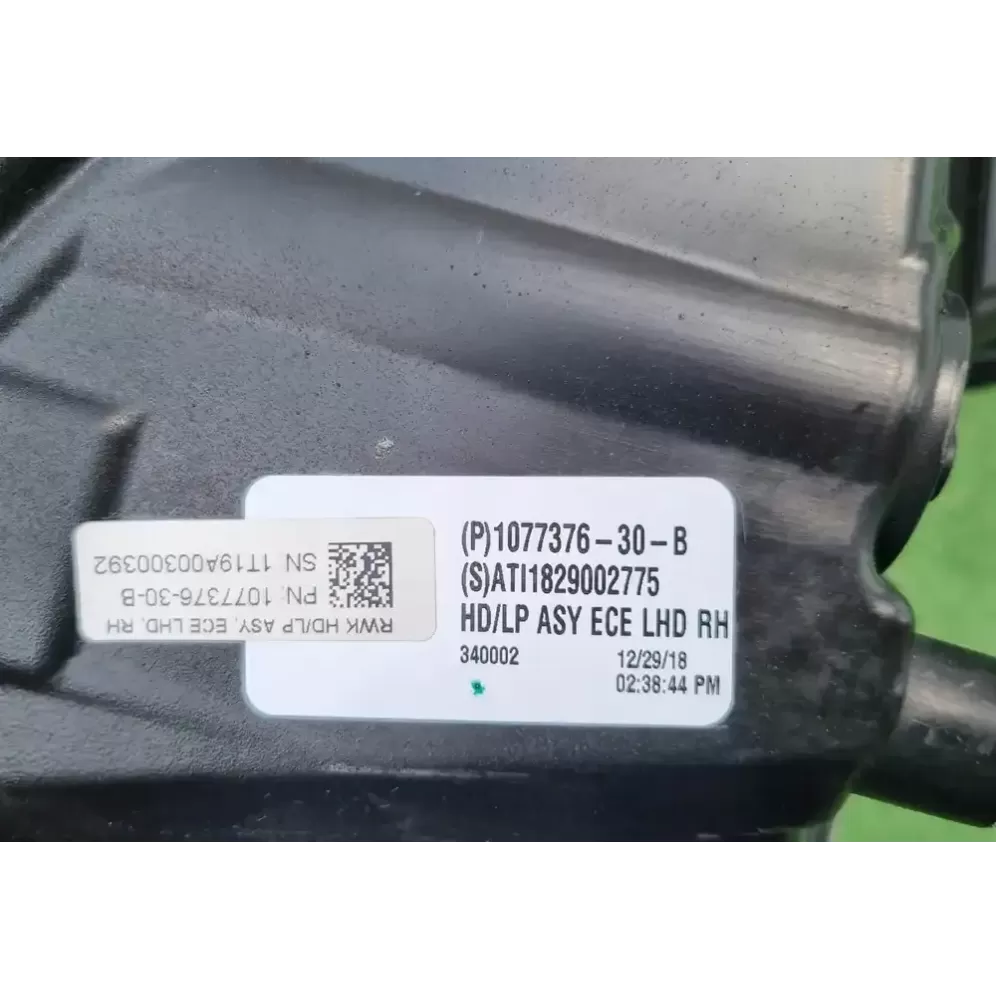 (P)1077376-30-B
(S)ATI1829002775
HD/LP ASY ECE LHD RH
340002
12/29/18
02:38:44 PM
RWK HD/LP ASY, ECE LHD, RH
PN: 1077376-30-B
SN 1T19A00300392